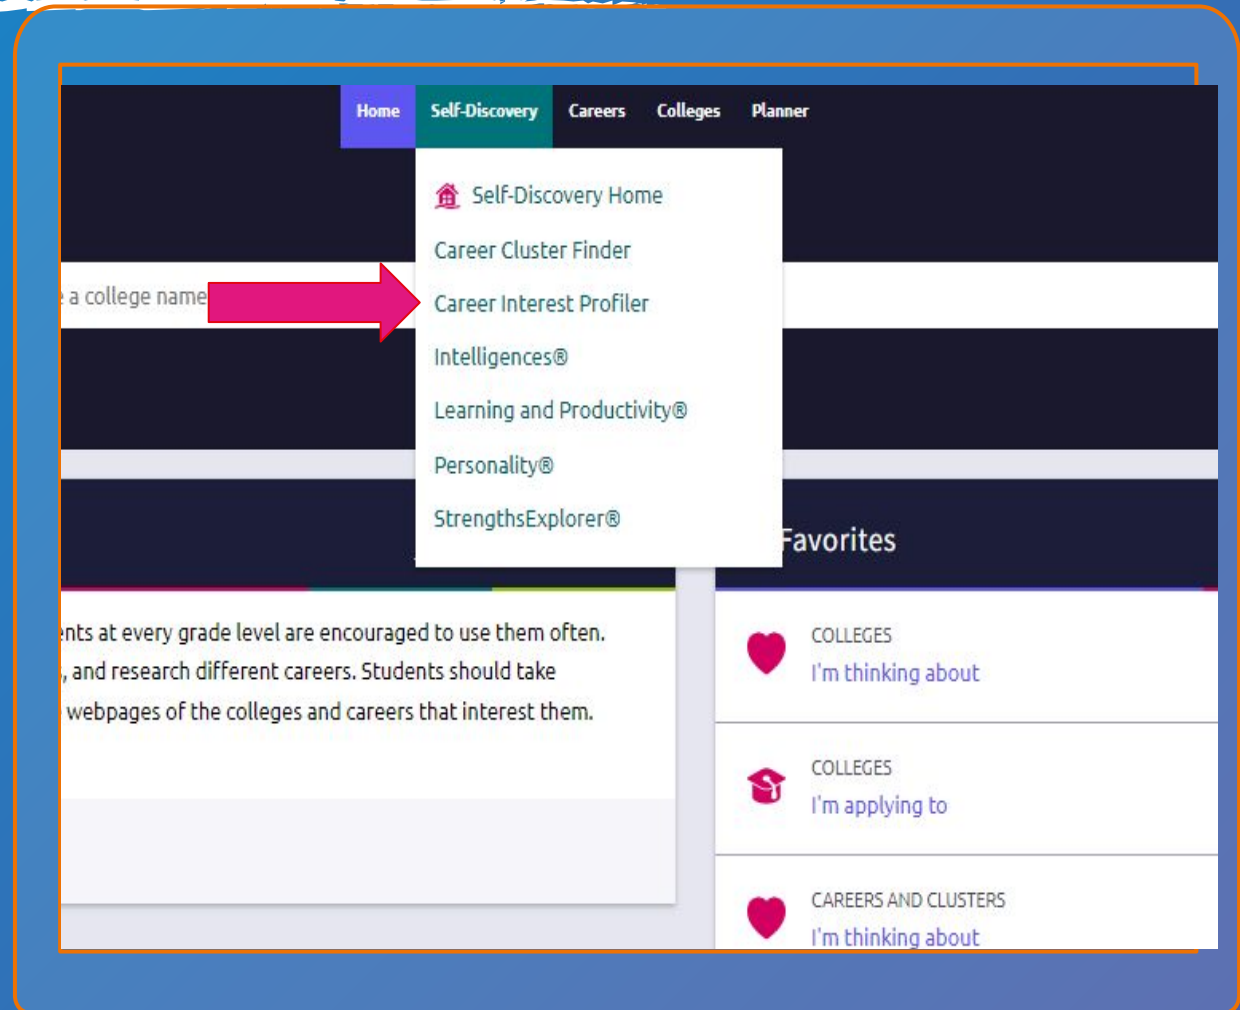 Home Self-Discovery Careers Colleges Planner
Self-Discovery Home
Career Cluster Finder
a college name
Career Interest Profiler
Intelligences®
Learning and Productivity®
Personality®
StrengthsExplorer®
Favorites
at every grade level are encouraged to use them often.
, and research different careers. Students should take
webpages of the colleges and careers that interest them.
COLLEGES
I'm thinking about
COLLEGES
I'm applying to
CAREERS AND CLUSTERS
I'm thinking about